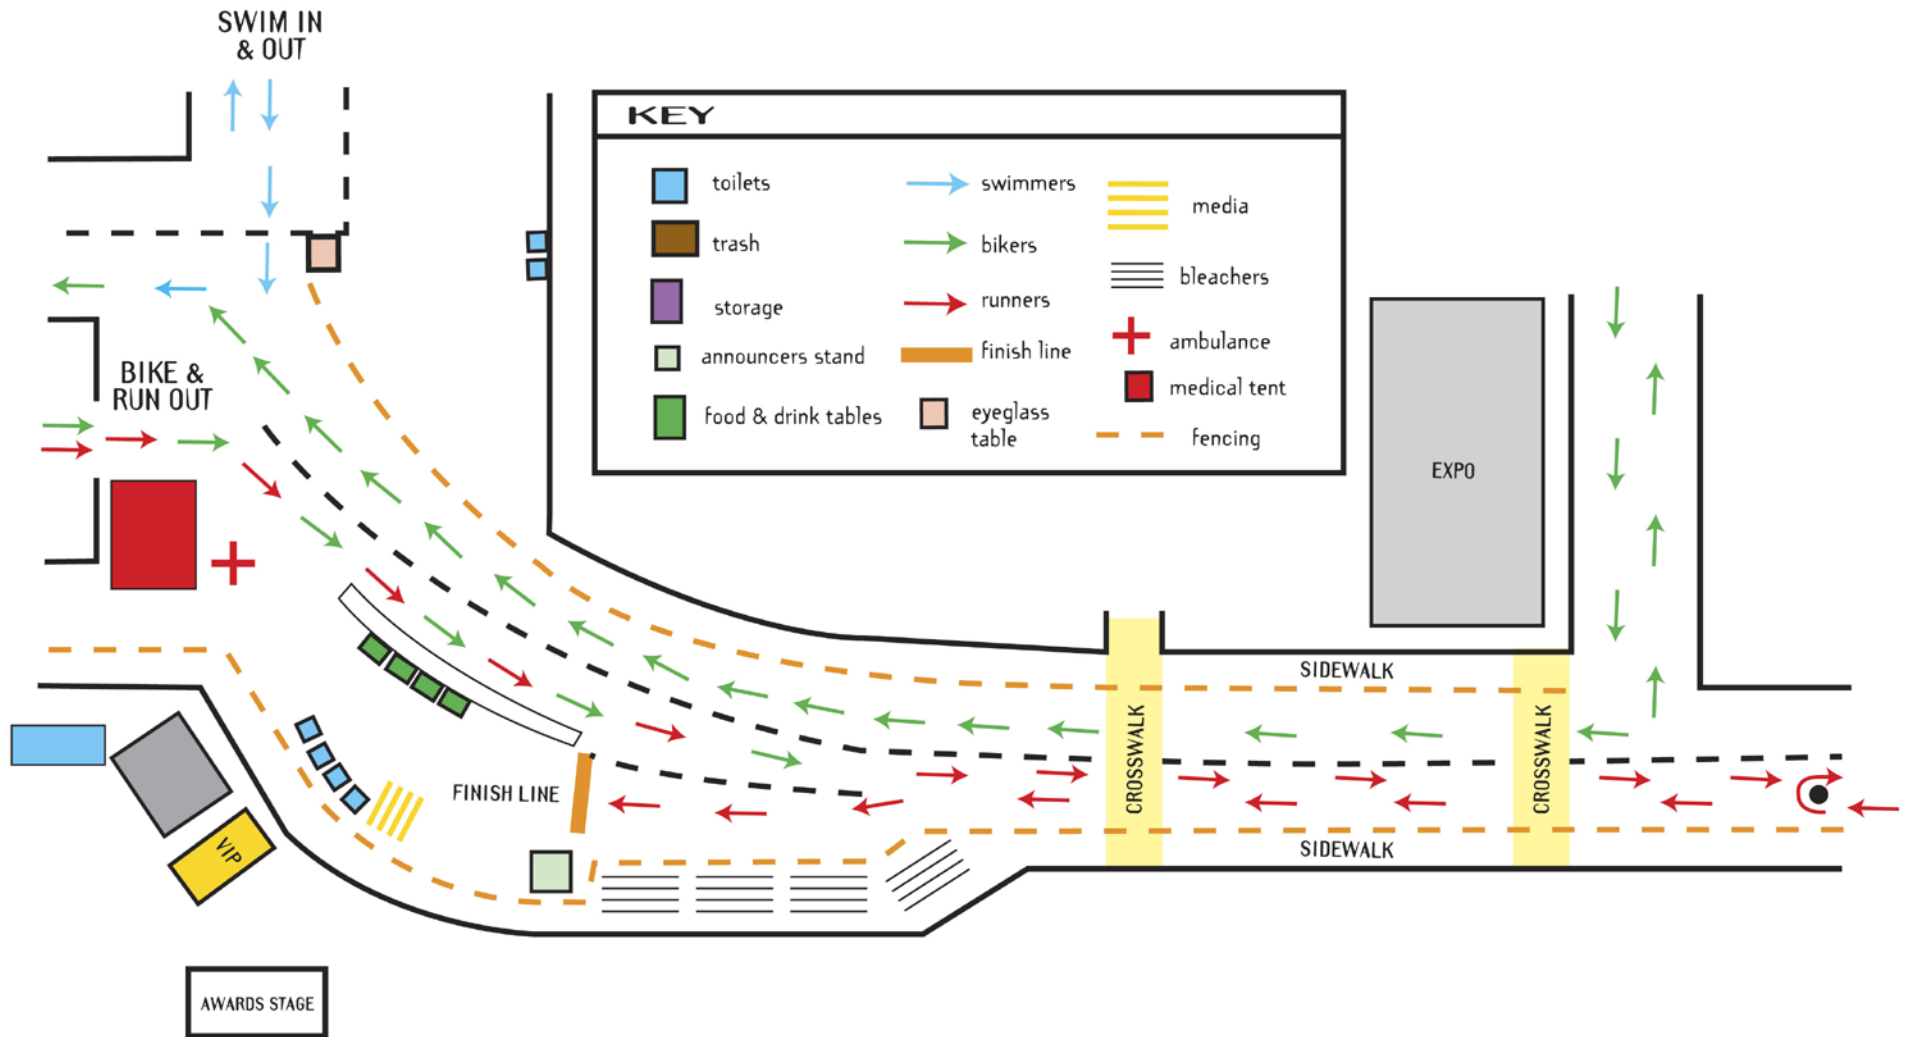 SWIM IN
& OUT
KEY
toilets
trash
storage
announcers stand
food & drink tables
swimmers
bikers
runners
finish line
eyeglass
table
media
bleachers
ambulance
medical tent
fencing
BIKE &
RUN OUT
EXPO
SIDEWALK
CROSSWALK
CROSSWALK
FINISH LINE
SIDEWALK
VIP
AWARDS STAGE